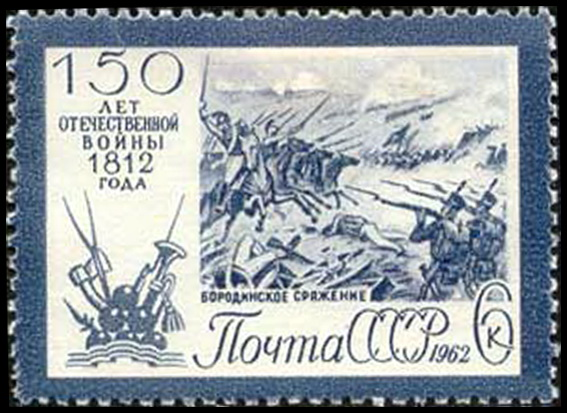 150
ЛЕТ
ОТЕЧЕСТВЕННОЙ
ВОЙНЫ
1812
ГОДА
БОРОДИНСКОЕ СРАЖЕНИЕ
Почта СССР 1962 6 к